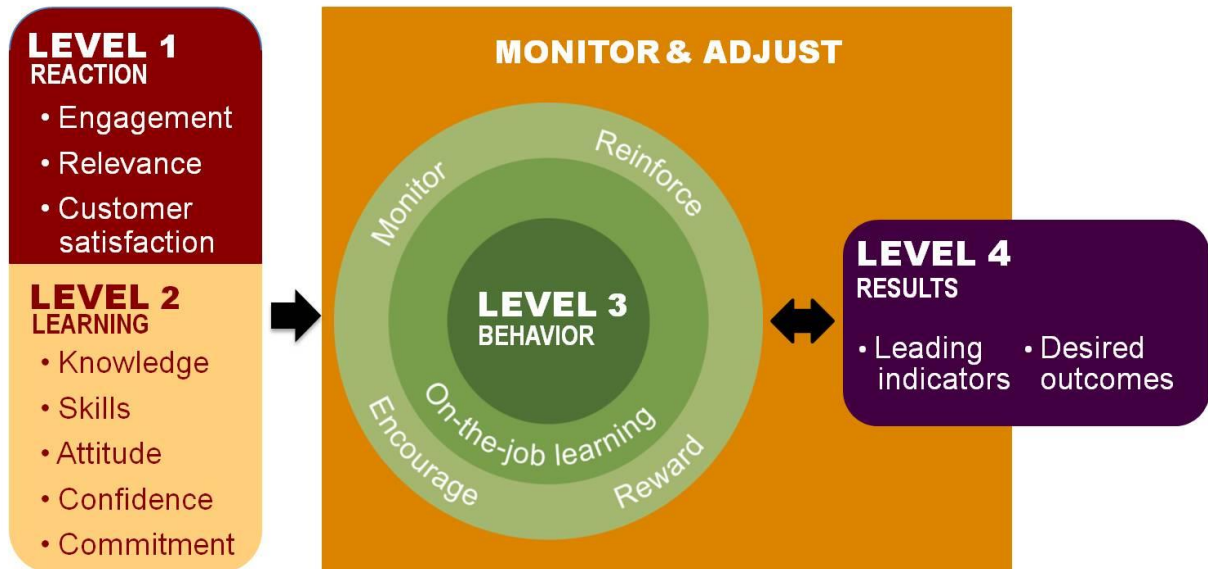 LEVEL 1
REACTION
• Engagement
• Relevance
• Customer
satisfaction
LEVEL 2
LEARNING
• Knowledge
• Skills
• Attitude
• Confidence
• Commitment
MONITOR & ADJUST
Monitor
Reinforce
Encourage
Reward
On-the-job learning
LEVEL 3
BEHAVIOR
LEVEL 4
RESULTS
• Leading
indicators
• Desired
outcomes